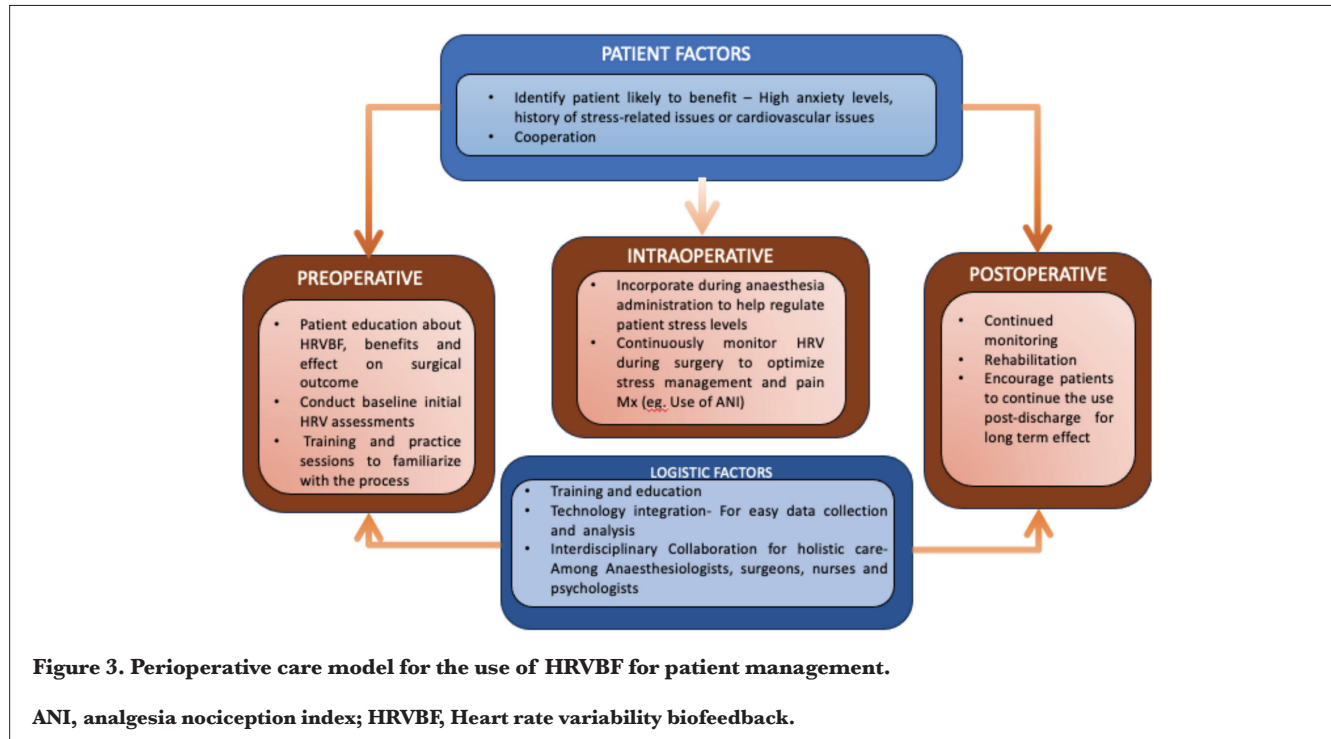 PATIENT FACTORS
• Identify patient likely to benefit – High anxiety levels,
history of stress-related issues or cardiovascular issues
• Cooperation
PREOPERATIVE
• Patient education about
HRVBF, benefits and
effect on surgical
outcome
• Conduct baseline initial
HRV assessments
• Training and practice
sessions to familiarize
with the process
INTRAOPERATIVE
• Incorporate during anaesthesia
administration to help regulate
patient stress levels
• Continuously monitor HRV
during surgery to optimize
stress management and pain
Mx (eg. Use of ANI)
POSTOPERATIVE
• Continued
monitoring
• Rehabilitation
• Encourage patients
to continue the use
post-discharge for
long term effect
LOGISTIC FACTORS
• Training and education
• Technology integration- For easy data collection
and analysis
• Interdisciplinary Collaboration for holistic care-
Among Anaesthesiologists, surgeons, nurses and
psychologists
Figure 3. Perioperative care model for the use of HRVBF for patient management.
ANI, analgesia nociception index; HRVBF, Heart rate variability biofeedback.